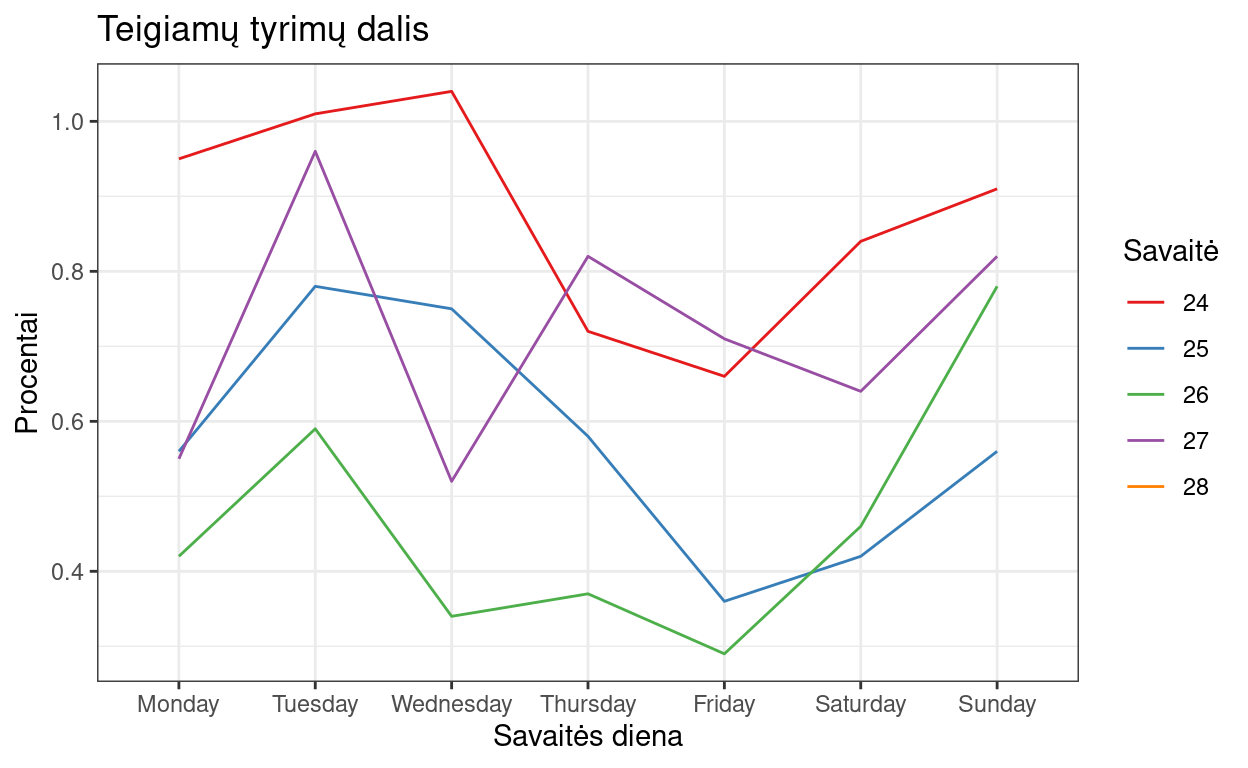 Teigiamų tyrimų dalis
Procentai
1.0
0.8
0.6
0.4
Monday Tuesday Wednesday Thursday Friday Saturday Sunday
Savaitės diena
Savaitė
24
25
26
27
28